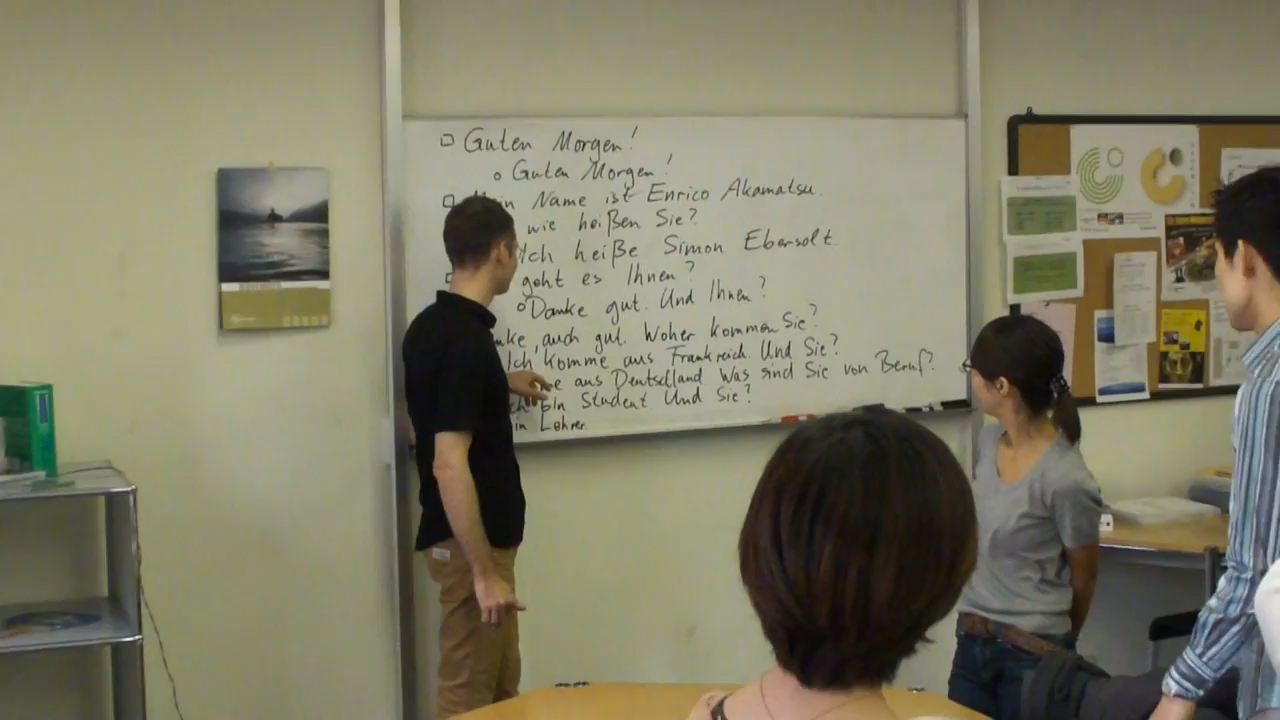 Guten Morgen!
Guten Morgen!
Name ist Enrico Akamatsu.
wie heißen Sie?
Ich heiße Simon Ebersolt.
geht es Ihnen?
Danke gut. Und Ihnen?
auch gut. Woher kommen Sie?
Ich komme aus Frankreich. Und Sie?
aus Deutschland Was sind Sie von Beruf?
bin Student Und Sie?
Lehrer.